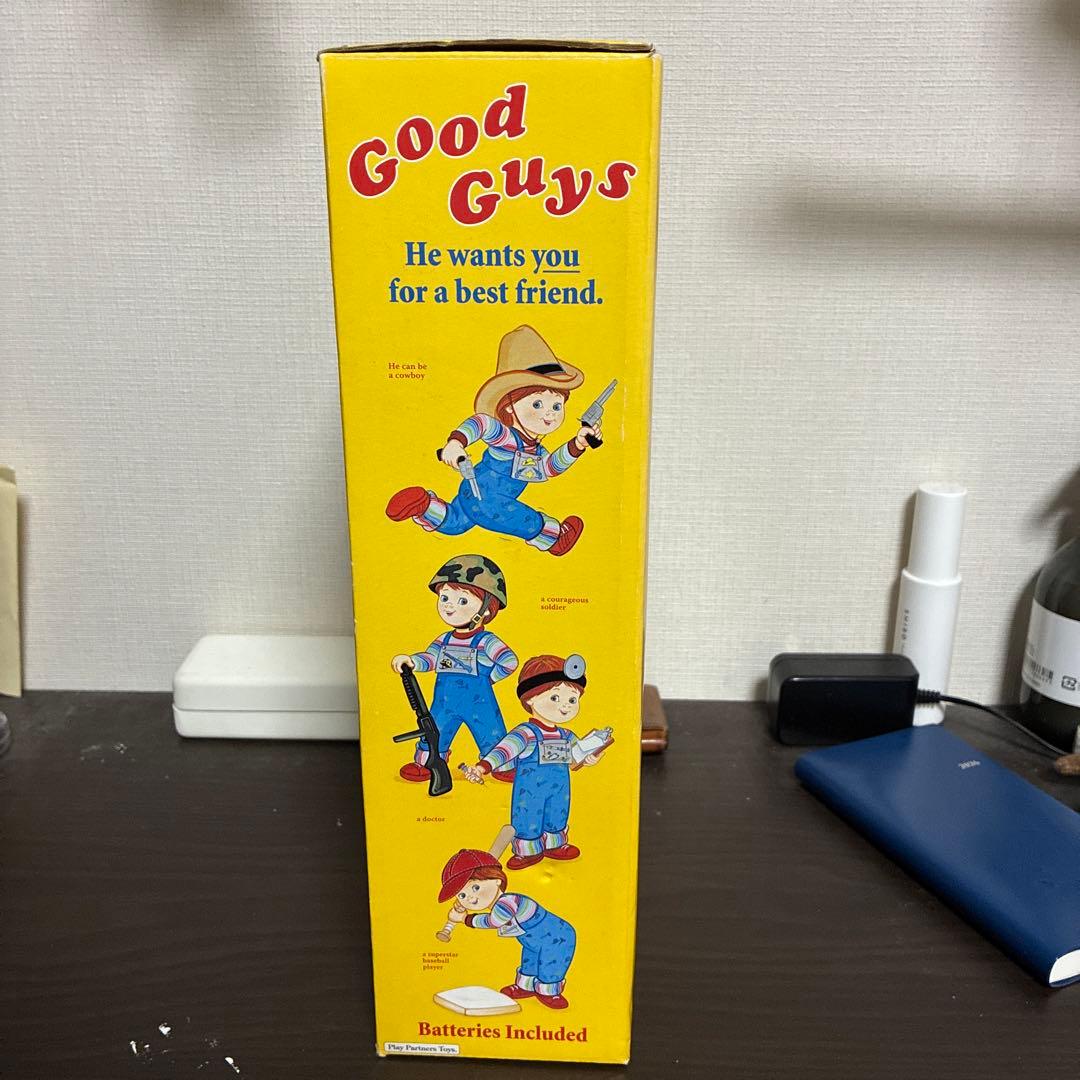 Good
Guys
He wants you
for a best friend.
He can be
a cowboy
a courageous
soldier
a doctor
a superstar
baseball
player
Batteries Included
Play Partners Toys.